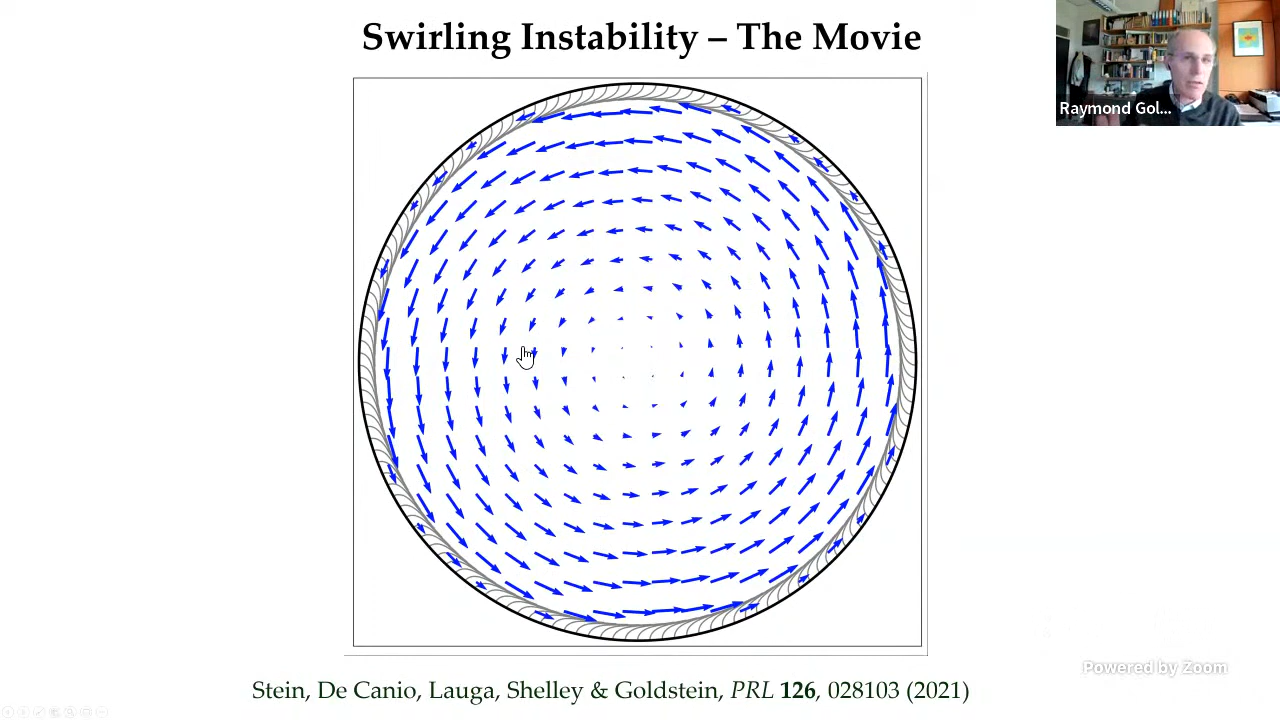 Swirling Instability – The Movie
Raymond Gol...
Stein, De Canio, Lauga, Shelley & Goldstein, PRL 126, 028103 (2021)
Powered by Zoom